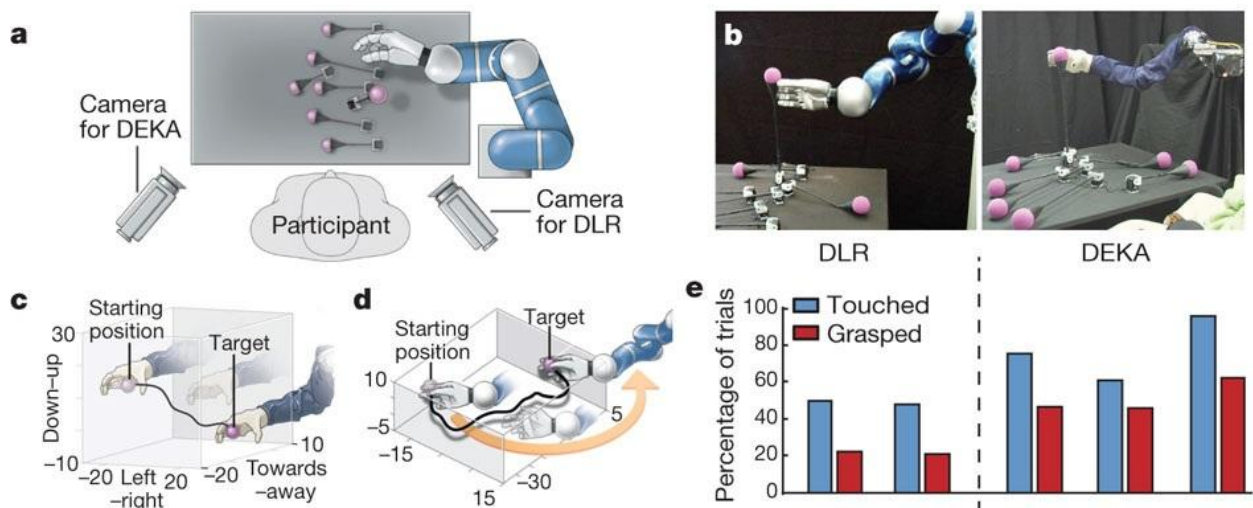 a
Camera
for DEKA
Participant
Camera
for DLR
b
DLR
DEKA
c
Starting
position
Target
30
Down–up
–10
–20
Left
–right
20
–20
10
Towards
–away
d
Starting
position
Target
10
–5
–15
15
–30
5
e
Touched
Grasped
Percentage of trials
100
80
60
40
20
0